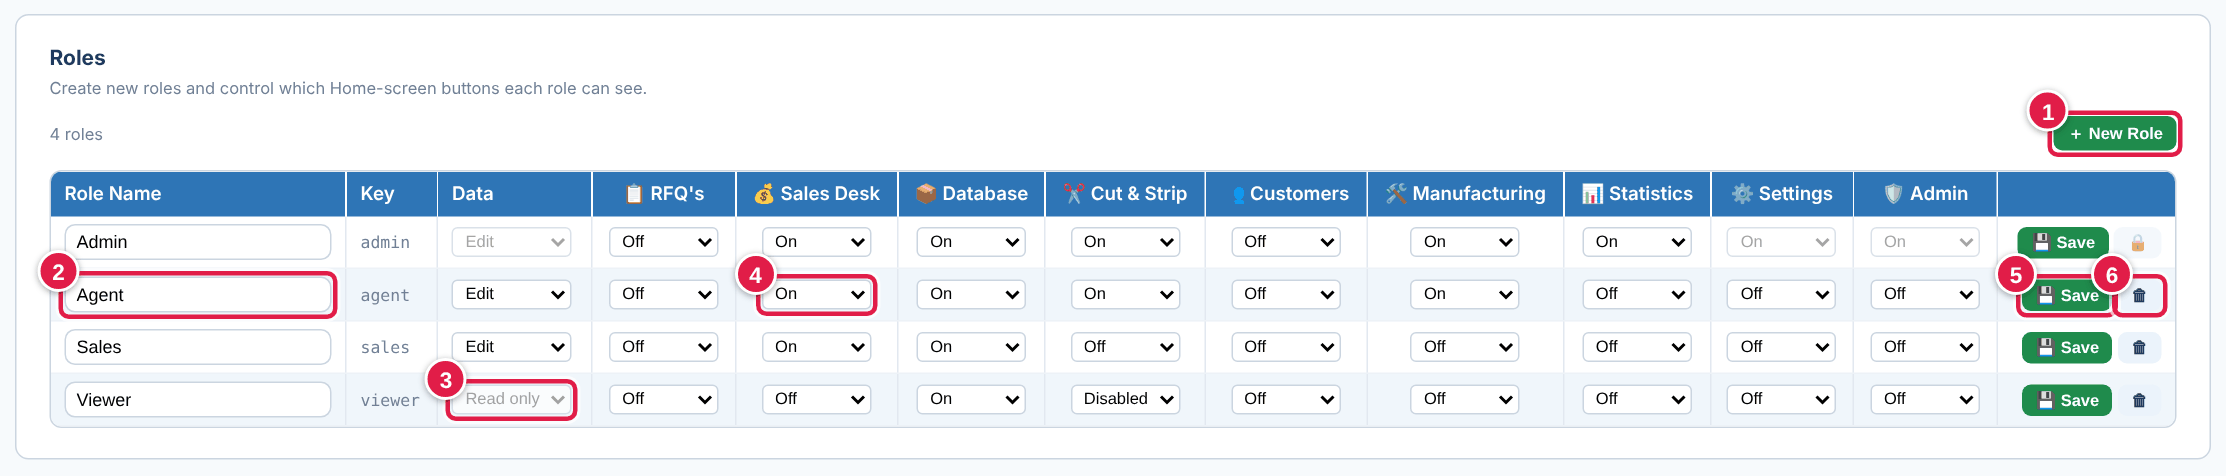 Roles
Create new roles and control which Home-screen buttons each role can see.
4 roles
1
+ New Role
Role Name Key Data RFQ's Sales Desk Database Cut & Strip Customers Manufacturing Statistics Settings Admin
Admin admin Edit Off On On On Off On On On On Save
2 4 5 6
Agent agent Edit Off On On On Off On Off Off Off Save
Sales sales Edit Off On On Off Off Off Off Off Off Save
3
Viewer viewer Read only Off Off On Disabled Off Off Off Off Off Save